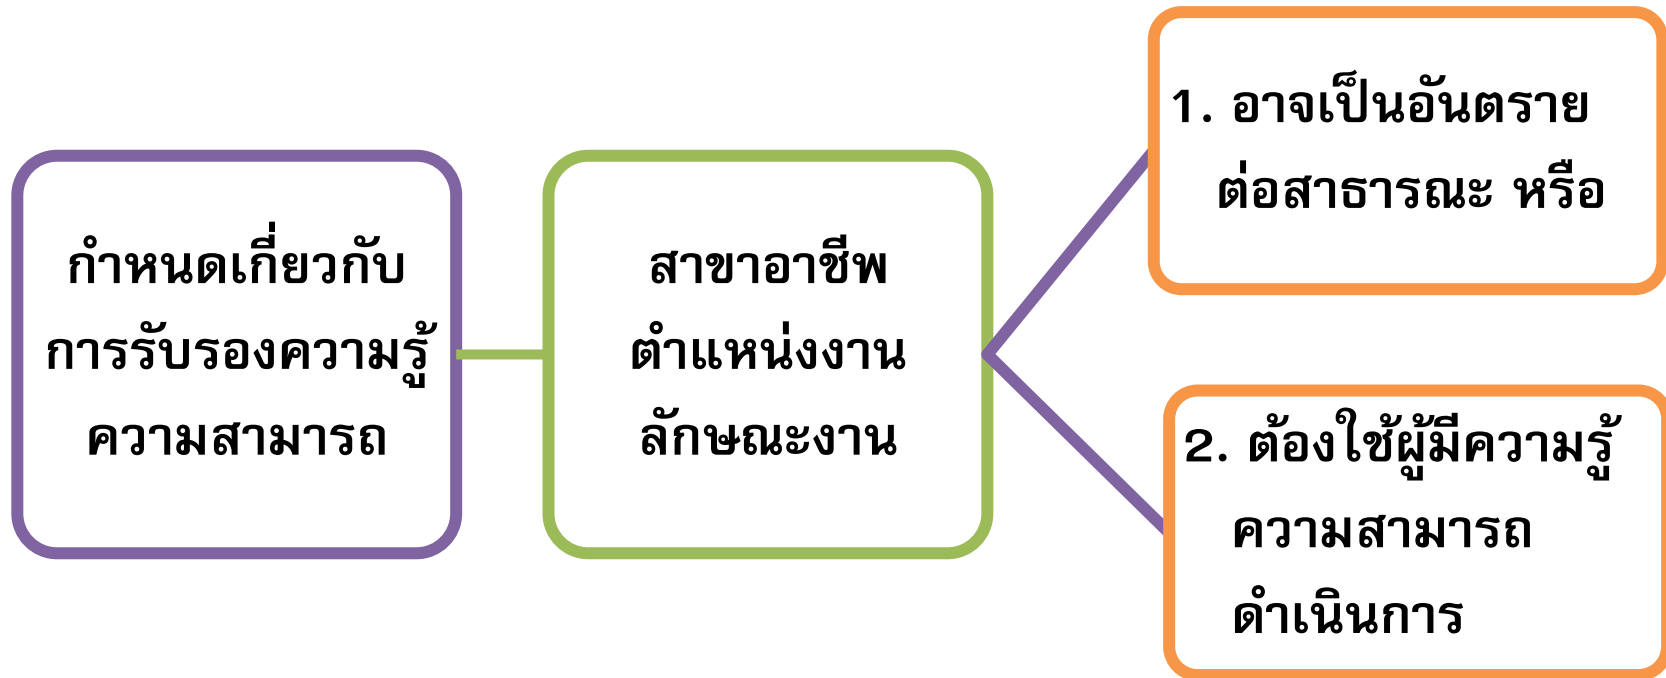 กำหนดเกี่ยวกับ
การรับรองความรู้
ความสามารถ
สาขาอาชีพ
ตำแหน่งงาน
ลักษณะงาน
1. อาจเป็นอันตราย
ต่อสาธารณะ หรือ
2. ต้องใช้ผู้มีความรู้
ความสามารถ
ดำเนินการ